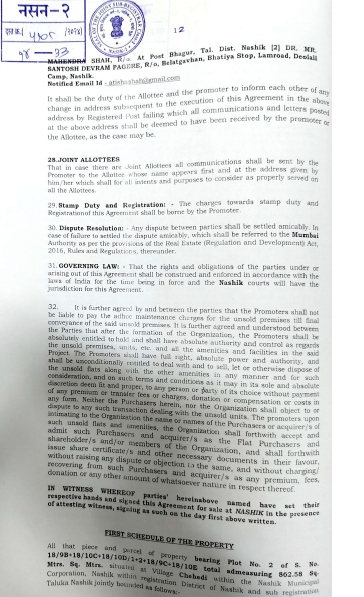 नसन-२
12
MAHENDRA SHAH, R/o, At Post Bhagur, Tal. Dist. Nashik [2] DR. MR.
SANTOSH DEVRAM PAGERE, R/o, Belatgavhan, Bhatiya Stop, Lamroad, Deolali
Camp, Nashik.
Notified Email Id - atishashah@gmail.com
It shall be the duty of the Allottee and the promoter to inform each other of any
change in address subsequent to the execution of this Agreement in the above
address by Registered Post failing which all communications and letters posted
at the above address shall be deemed to have been received by the promoter or
the Allottee, as the case may be.
28.JOINT ALLOTTEES
That in case there are Joint Allottees all communications shall be sent by the
Promoter to the Allottee whose name appears first and at the address given by
him/her which shall for all intents and purposes to consider as properly served on
all the Allottees.
29.Stamp Duty and Registration: - The charges towards stamp duty and
Registrationof this Agreement shall be borne by the Promoter.
30. Dispute Resolution: - Any dispute between parties shall be settled amicably. In
case of failure to settled the dispute amicably, which shall be referred to the Mumbai
Authority as per the provisions of the Real Estate (Regulation and Development) Act,
2016, Rules and Regulations, thereunder.
31.GOVERNING LAW: - That the rights and obligations of the parties under or
arising out of this Agreement shall be construed and enforced in accordance with the
laws of India for the time being in force and the Nashik courts will have the
jurisdiction for this Agreement.
32. It is further agreed by and between the parties that the Promoters shall not
be liable to pay the adhoc maintenance charges for the unsold premises till final
conveyance of the said unsold premises. It is further agreed and understood between
the Parties that after the formation of the Organization, the Promoters shall be
absolutely entitled to hold and shall have absolute authority and control as regards
the unsold premises, units, etc. and all the amenities and facilities in the said
Project. The Promoters shall have full right, absolute power and authority, and
shall be unconditionally entitled to deal with and to sell, let or otherwise dispose of
the unsold flats along with the other amenities in any manner and for such
consideration, and on such terms and conditions as it may in its sole and absolute
discretion deem fit and proper, to any person or party of its choice without payment
of any premium or transfer fees or charges, donation or compensation or costs in
any form. Neither the Purchasers herein, nor the Organization shall object to or
dispute to any such transaction dealing with the unsold units. The promoters upon
intimating to the Organization the name or names of the Purchasers or acquirer/s of
such unsold flats and amenities, the Organization shall forthwith accept and
admit such Purchasers and acquirer/s as the Flat Purchasers and
shareholder/s and/or members of the Organization, and shall forthwith
issue share certificate/s and other necessary documents in their favour,
without raising any dispute or objection to the same, and without charging/
recovering from such Purchasers and acquirer/s as any premium, fees,
donation or any other amount of whatsoever nature in respect thereof.
IN WITNESS WHEREOF parties' hereinabove named have set their
respective hands and signed this Agreement for sale at NASHIK in the presence
of attesting witness, signing as such on the day first above written.
FIRST SCHEDULE OF THE PROPERTY
All that piece and parcel of property bearing Plot No. 2 of S. No.
18/9B+18/10C+18/10D/1+2+18/9C+18/10E total admeasuring 862.58 Sq.
Mtrs. Sq. Mtrs. situated at Village Chehedi within the Nashik Municipal
Corporation, Nashik within registration District of Nashik and sub registration
Taluka Nashik jointly bounded as follows:-